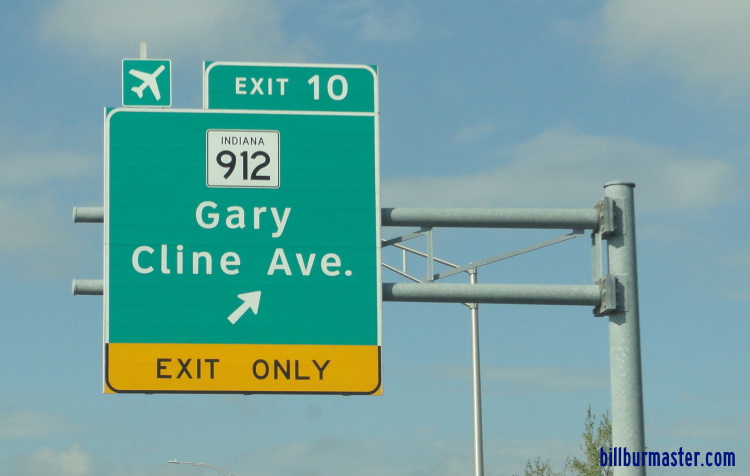 EXIT 10
INDIANA
912
Gary
Cline Ave.
EXIT ONLY
billburmaster.com